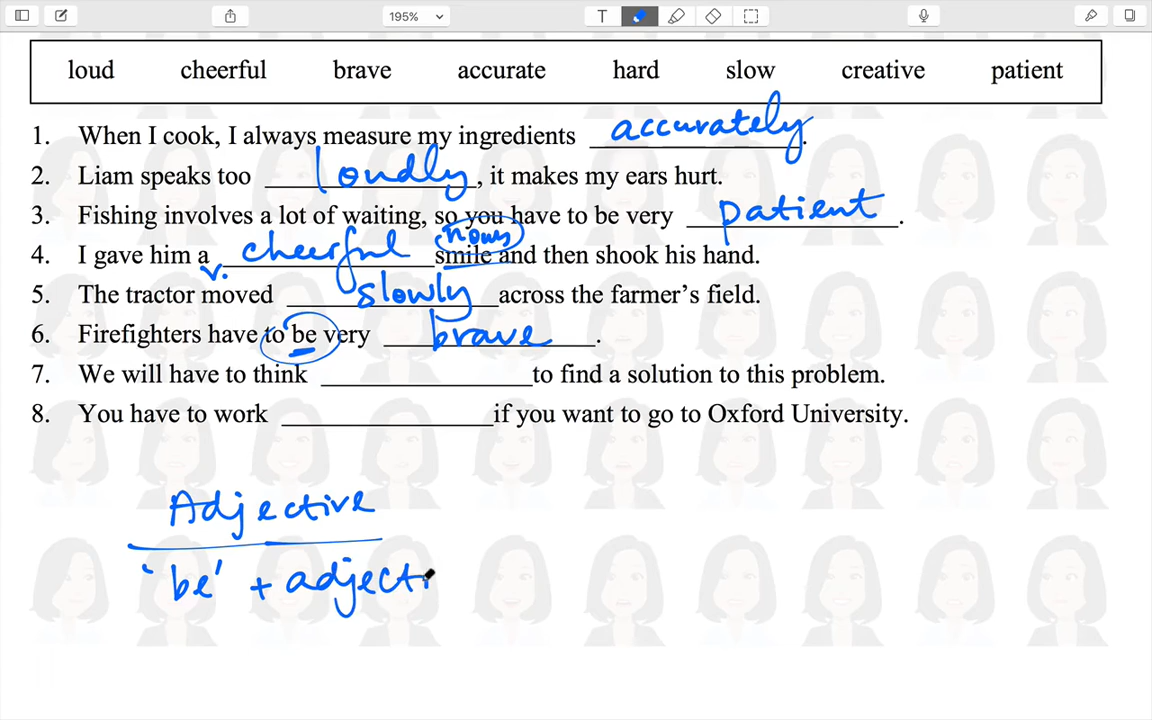 195%
T
loud cheerful brave accurate hard slow creative patient
1. When I cook, I always measure my ingredients accurately.
2. Liam speaks too loudly, it makes my ears hurt.
3. Fishing involves a lot of waiting, so you have to be very patient.
noun
4. I gave him a cheerful smile and then shook his hand.
v.
5. The tractor moved slowly across the farmer's field.
6. Firefighters have to be very brave.
7. We will have to think ____ to find a solution to this problem.
8. You have to work ____ if you want to go to Oxford University.
Adjective
'be' + adjecti